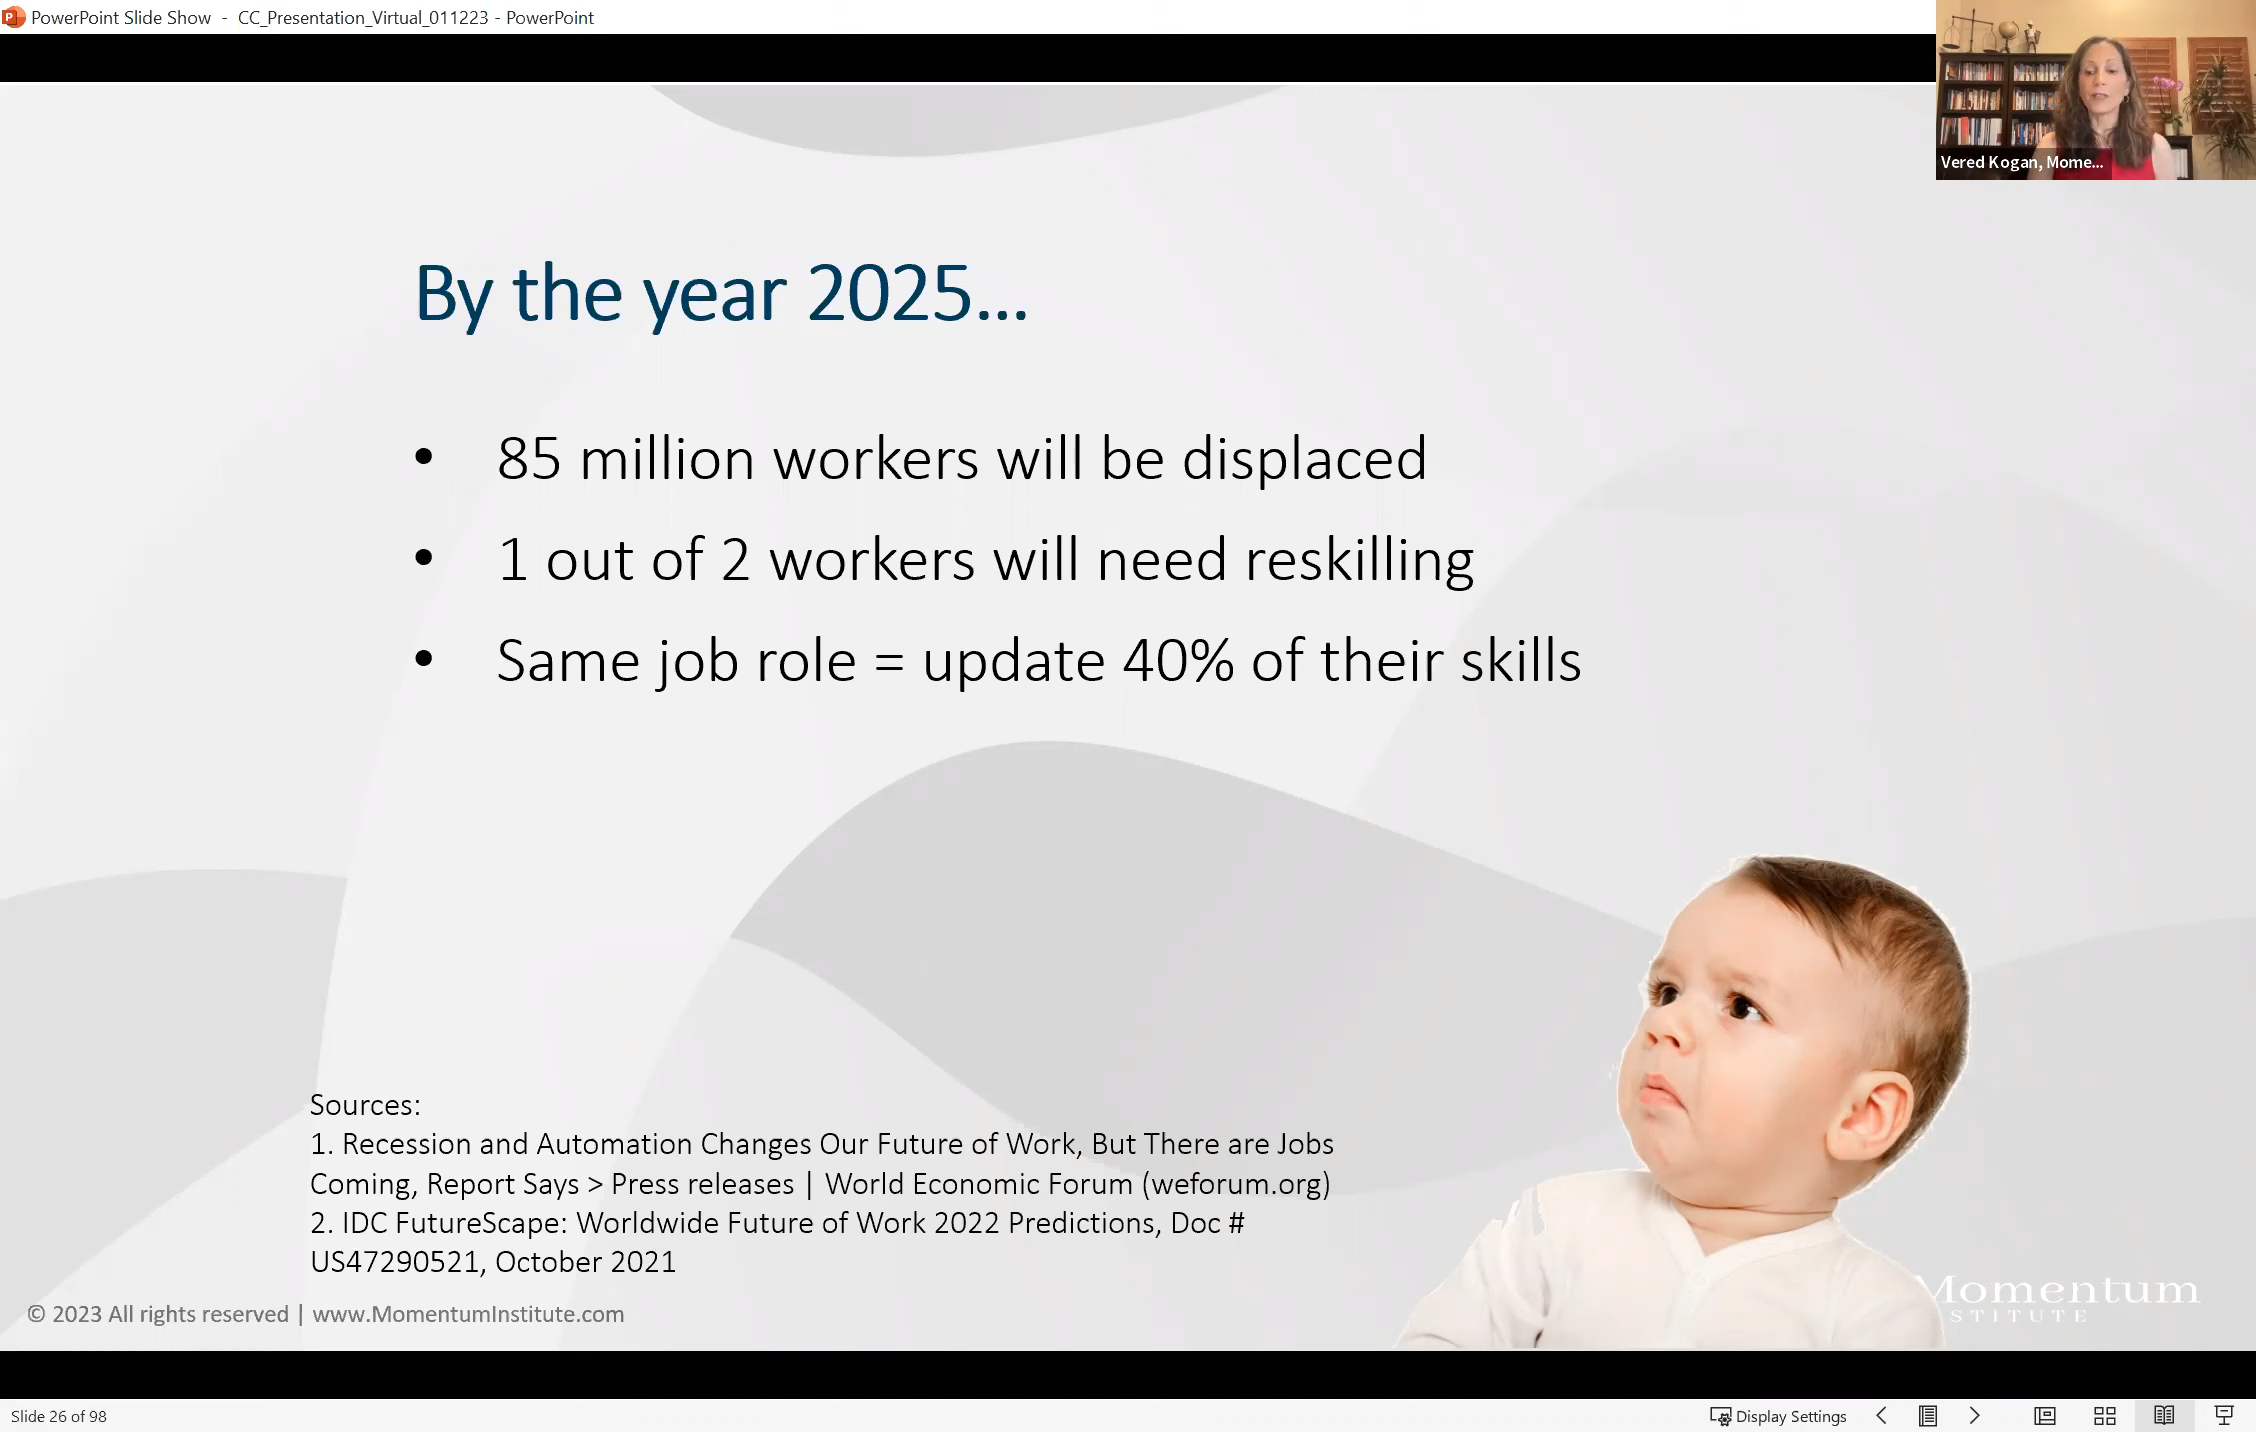 PowerPoint Slide Show - CC_Presentation_Virtual_011223 - PowerPoint
Vered Kogan, Mome...
By the year 2025...
• 85 million workers will be displaced
• 1 out of 2 workers will need reskilling
• Same job role = update 40% of their skills
Sources:
1. Recession and Automation Changes Our Future of Work, But There are Jobs
Coming, Report Says > Press releases | World Economic Forum (weforum.org)
2. IDC FutureScape: Worldwide Future of Work 2022 Predictions, Doc #
US47290521, October 2021
© 2023 All rights reserved | www.MomentumInstitute.com
Momentum
STITUTE
Slide 26 of 98
Display Settings